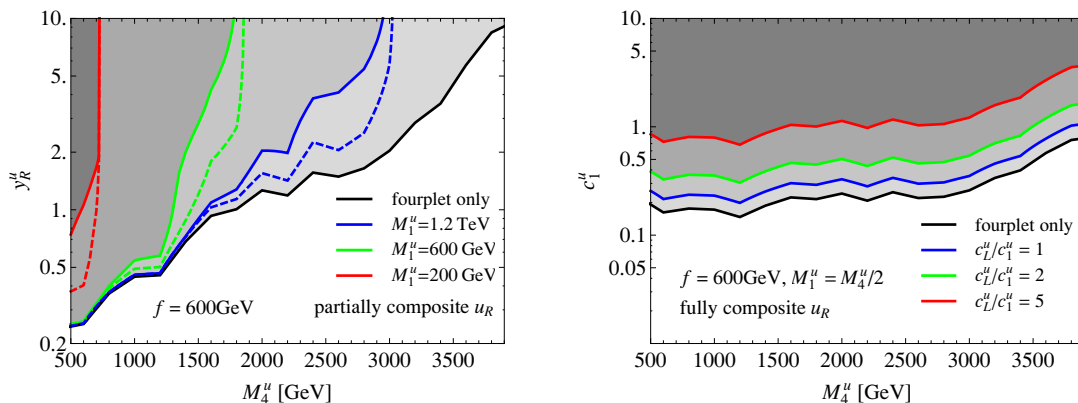 10.
5.
2.
1.0
0.5
0.2
y_R^u
500 1000 1500 2000 2500 3000 3500
M_4^u [GeV]
fourplet only
M_1^u=1.2 TeV
M_1^u=600 GeV
M_1^u=200 GeV
f = 600GeV
partially composite u_R
10.
5.
1.0
0.5
0.1
0.05
c_1^u
500 1000 1500 2000 2500 3000 3500
M_4^u [GeV]
fourplet only
c_L^u/c_1^u = 1
c_L^u/c_1^u = 2
c_L^u/c_1^u = 5
f = 600GeV, M_1^u = M_4^u/2
fully composite u_R